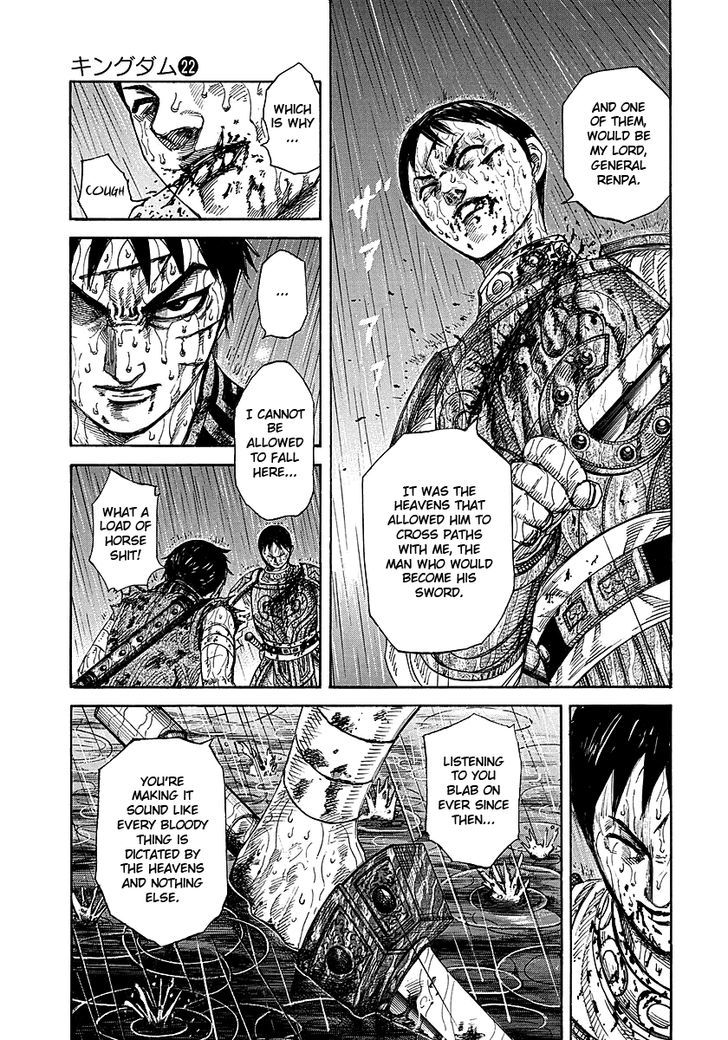 キングダム22
AND ONE
OF THEM,
WOULD BE
MY LORD,
GENERAL
RENPA.
ザァァァ
IT WAS THE
HEAVENS THAT
ALLOWED HIM TO
CROSS PATHS
WITH ME, THE
MAN WHO WOULD
BECOME HIS
SWORD.
WHICH
IS WHY
...
COUGH
...
I CANNOT
BE
ALLOWED
TO FALL
HERE...
WHAT A
LOAD OF
HORSE
SHIT!
LISTENING
TO YOU
BLAB ON
EVER SINCE
THEN...
YOU'RE
MAKING IT
SOUND LIKE
EVERY BLOODY
THING IS
DICTATED BY
THE HEAVENS
AND NOTHING
ELSE.